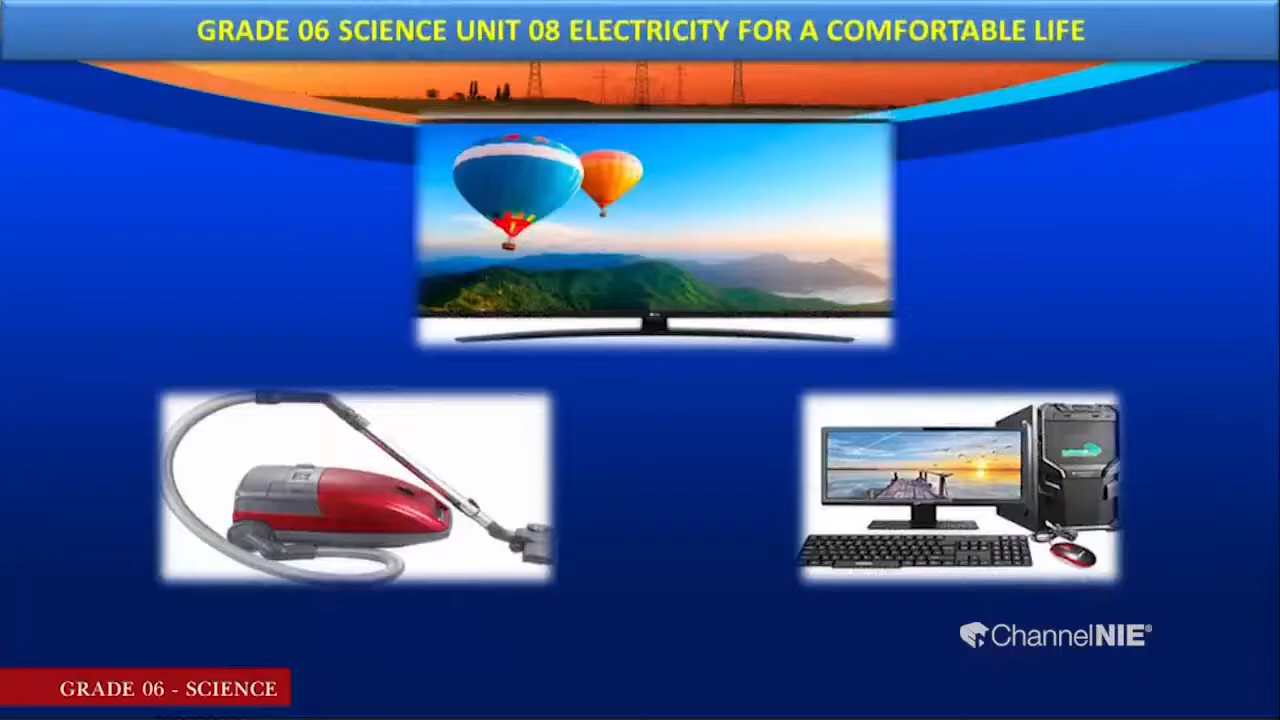 GRADE 06 SCIENCE UNIT 08 ELECTRICITY FOR A COMFORTABLE LIFE
ChannelNIE®
GRADE 06 - SCIENCE